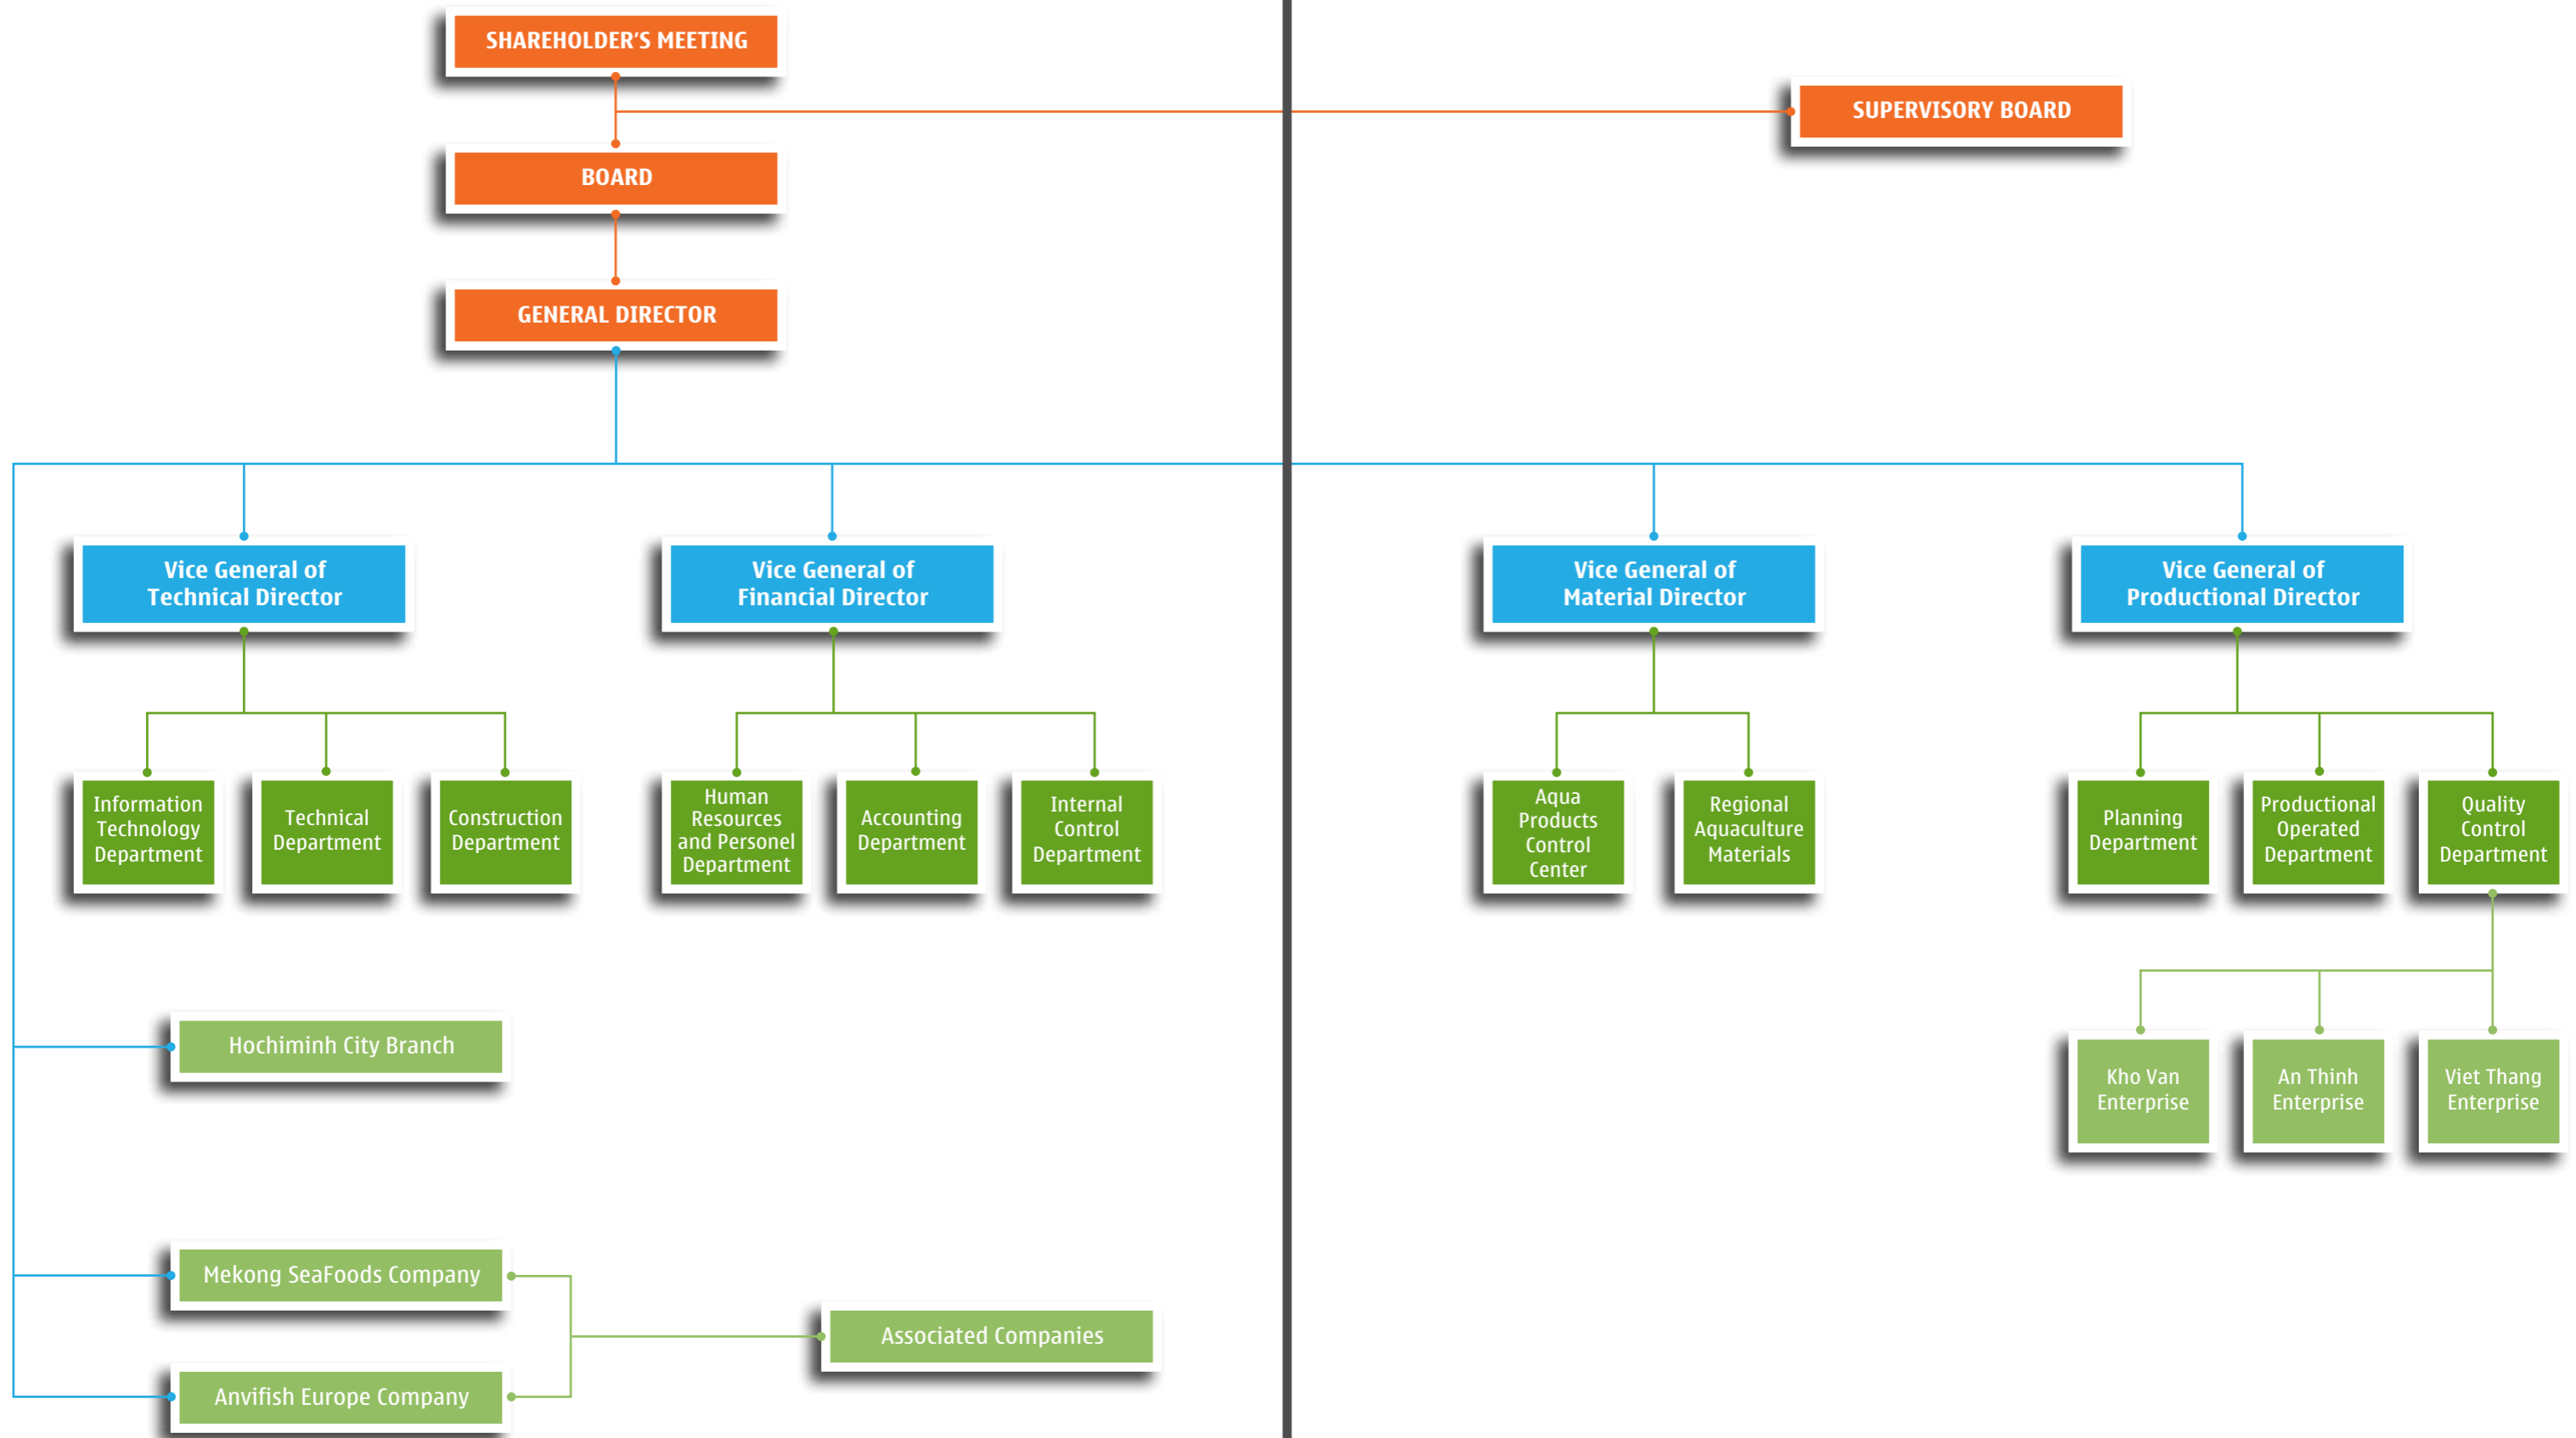 SHAREHOLDER'S MEETING
SUPERVISORY BOARD
BOARD
GENERAL DIRECTOR
Vice General of
Technical Director
Vice General of
Financial Director
Vice General of
Material Director
Vice General of
Productional Director
Information
Technology
Department
Technical
Department
Construction
Department
Human
Resources
and Personel
Department
Accounting
Department
Internal
Control
Department
Aqua
Products
Control
Center
Regional
Aquaculture
Materials
Planning
Department
Productional
Operated
Department
Quality
Control
Department
Hochiminh City Branch
Kho Van
Enterprise
An Thinh
Enterprise
Viet Thang
Enterprise
Mekong SeaFoods Company
Associated Companies
Anvifish Europe Company